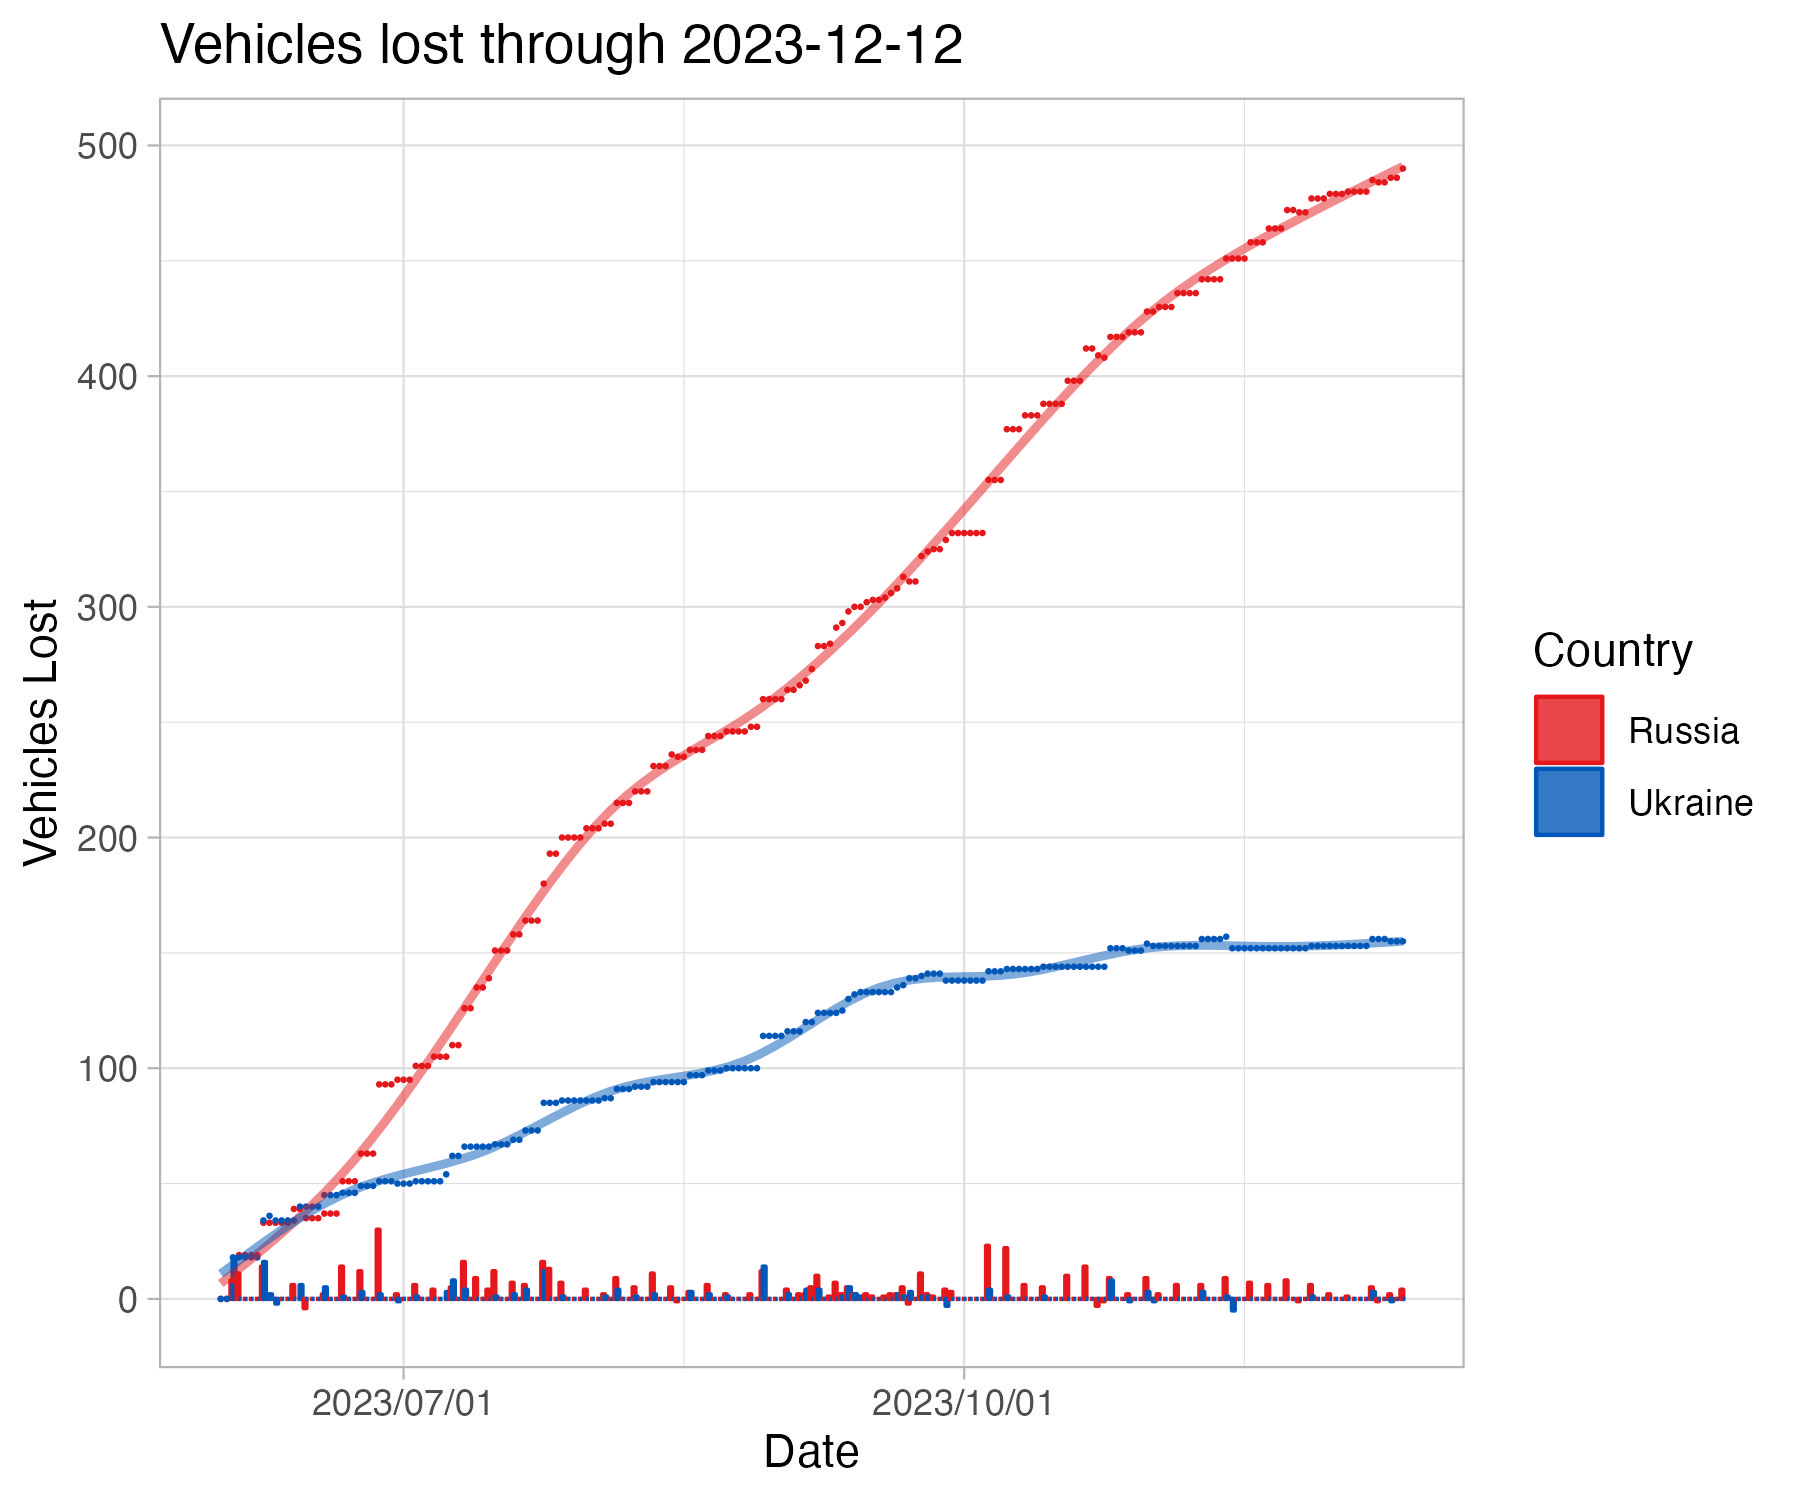 Vehicles lost through 2023-12-12
Vehicles Lost
500
400
300
200
100
0
2023/07/01
2023/10/01
Date
Country
Russia
Ukraine